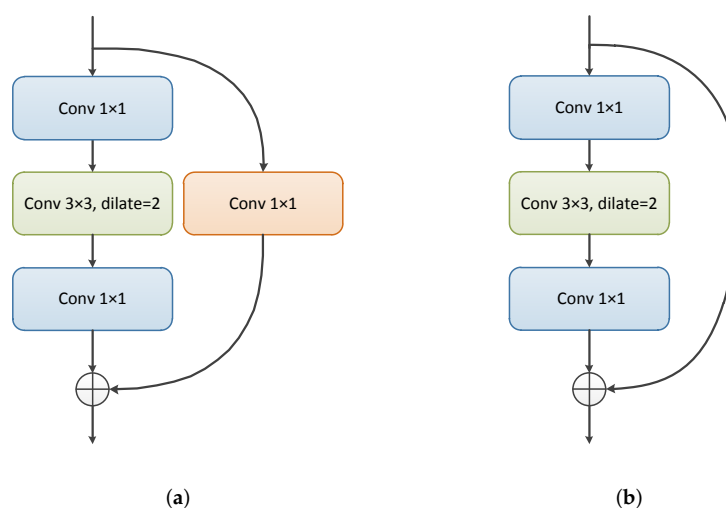 Conv 1×1
Conv 3×3, dilate=2
Conv 1×1
Conv 1×1
(a)
Conv 1×1
Conv 3×3, dilate=2
Conv 1×1
(b)